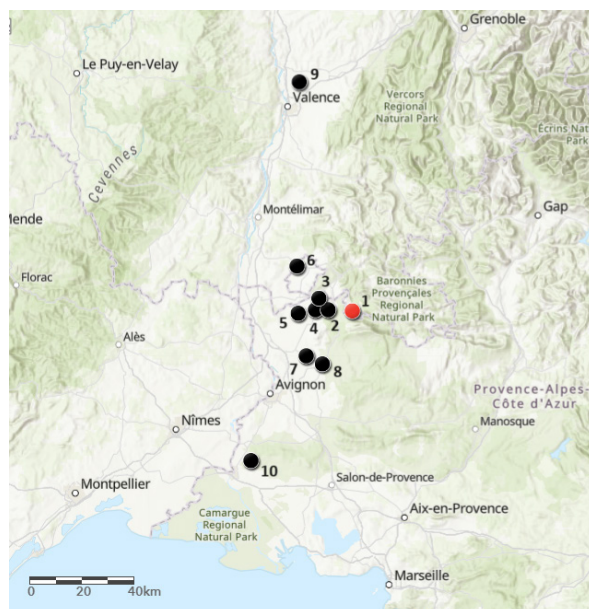 Grenoble
Le Puy-en-Velay
9
Valence
Vercors
Regional
Natural Park
Écrins Nat
Park
Cevennes
Montélimar
Gap
Mende
6
Florac
3
Baronnies
Provençales
Regional
Natural Park
1
5
4
2
Alès
7
8
Avignon
Provence-Alpes-
Côte d'Azur
Manosque
Nîmes
10
Salon-de-Provence
Montpellier
Camargue
Regional
Natural Park
Aix-en-Provence
Marseille
0 20 40km